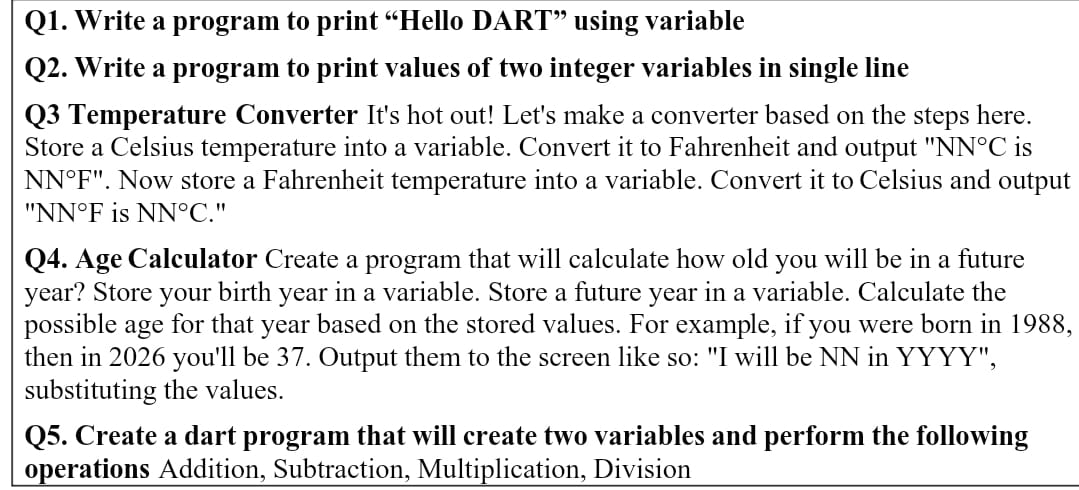 Q1. Write a program to print “Hello DART” using variable
Q2. Write a program to print values of two integer variables in single line
Q3 Temperature Converter It's hot out! Let's make a converter based on the steps here.
Store a Celsius temperature into a variable. Convert it to Fahrenheit and output "NN°C is
NN°F". Now store a Fahrenheit temperature into a variable. Convert it to Celsius and output
"NN°F is NN°C."
Q4. Age Calculator Create a program that will calculate how old you will be in a future
year? Store your birth year in a variable. Store a future year in a variable. Calculate the
possible age for that year based on the stored values. For example, if you were born in 1988,
then in 2026 you'll be 37. Output them to the screen like so: "I will be NN in YYYY",
substituting the values.
Q5. Create a dart program that will create two variables and perform the following
operations Addition, Subtraction, Multiplication, Division